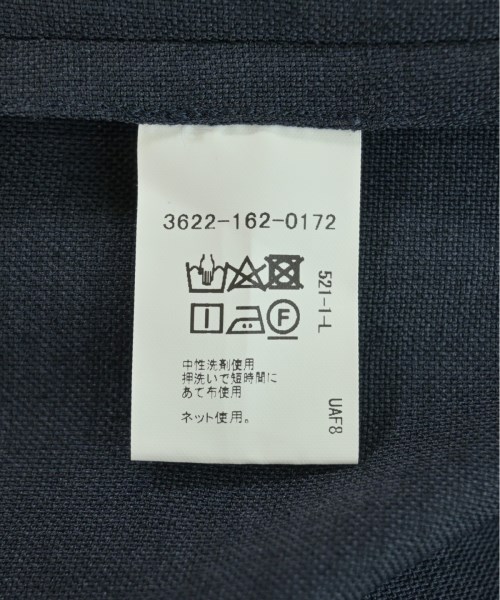 3622-162-0172
F
中性洗剤使用
押洗いで短時間に
あて布使用
ネット使用。
521-1-L
UAF8